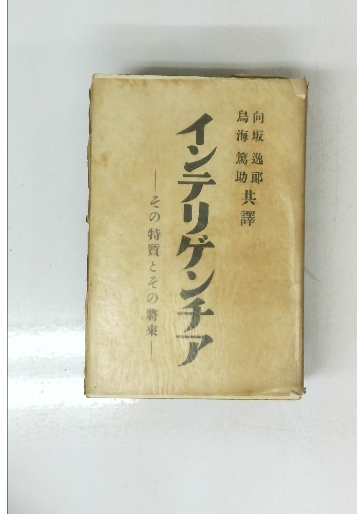 向坂逸郎
鳥海篤助
共譯
インテリゲンチア
―その特質とその將來―